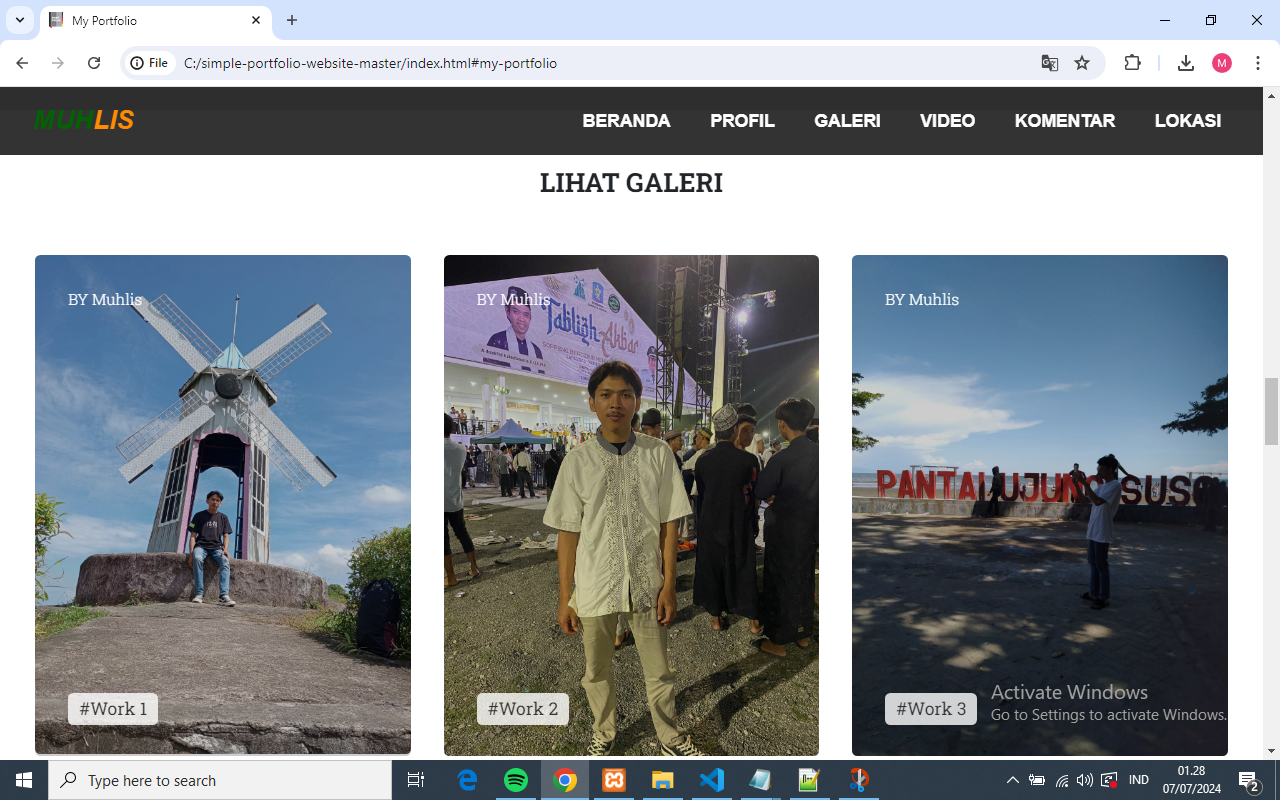 My Portfolio
File
C:/simple-portfolio-website-master/index.html#my-portfolio
M
MUHLIS
BERANDA
PROFIL
GALERI
VIDEO
KOMENTAR
LOKASI
LIHAT GALERI
BY Muhlis
#Work 1
BY Muhlis
Tabligh Akbar
#Work 2
BY Muhlis
PANTAI UJUNG SUSO
#Work 3
Activate Windows
Go to Settings to activate Windows.
Type here to search
IND
01.28
07/07/2024
2